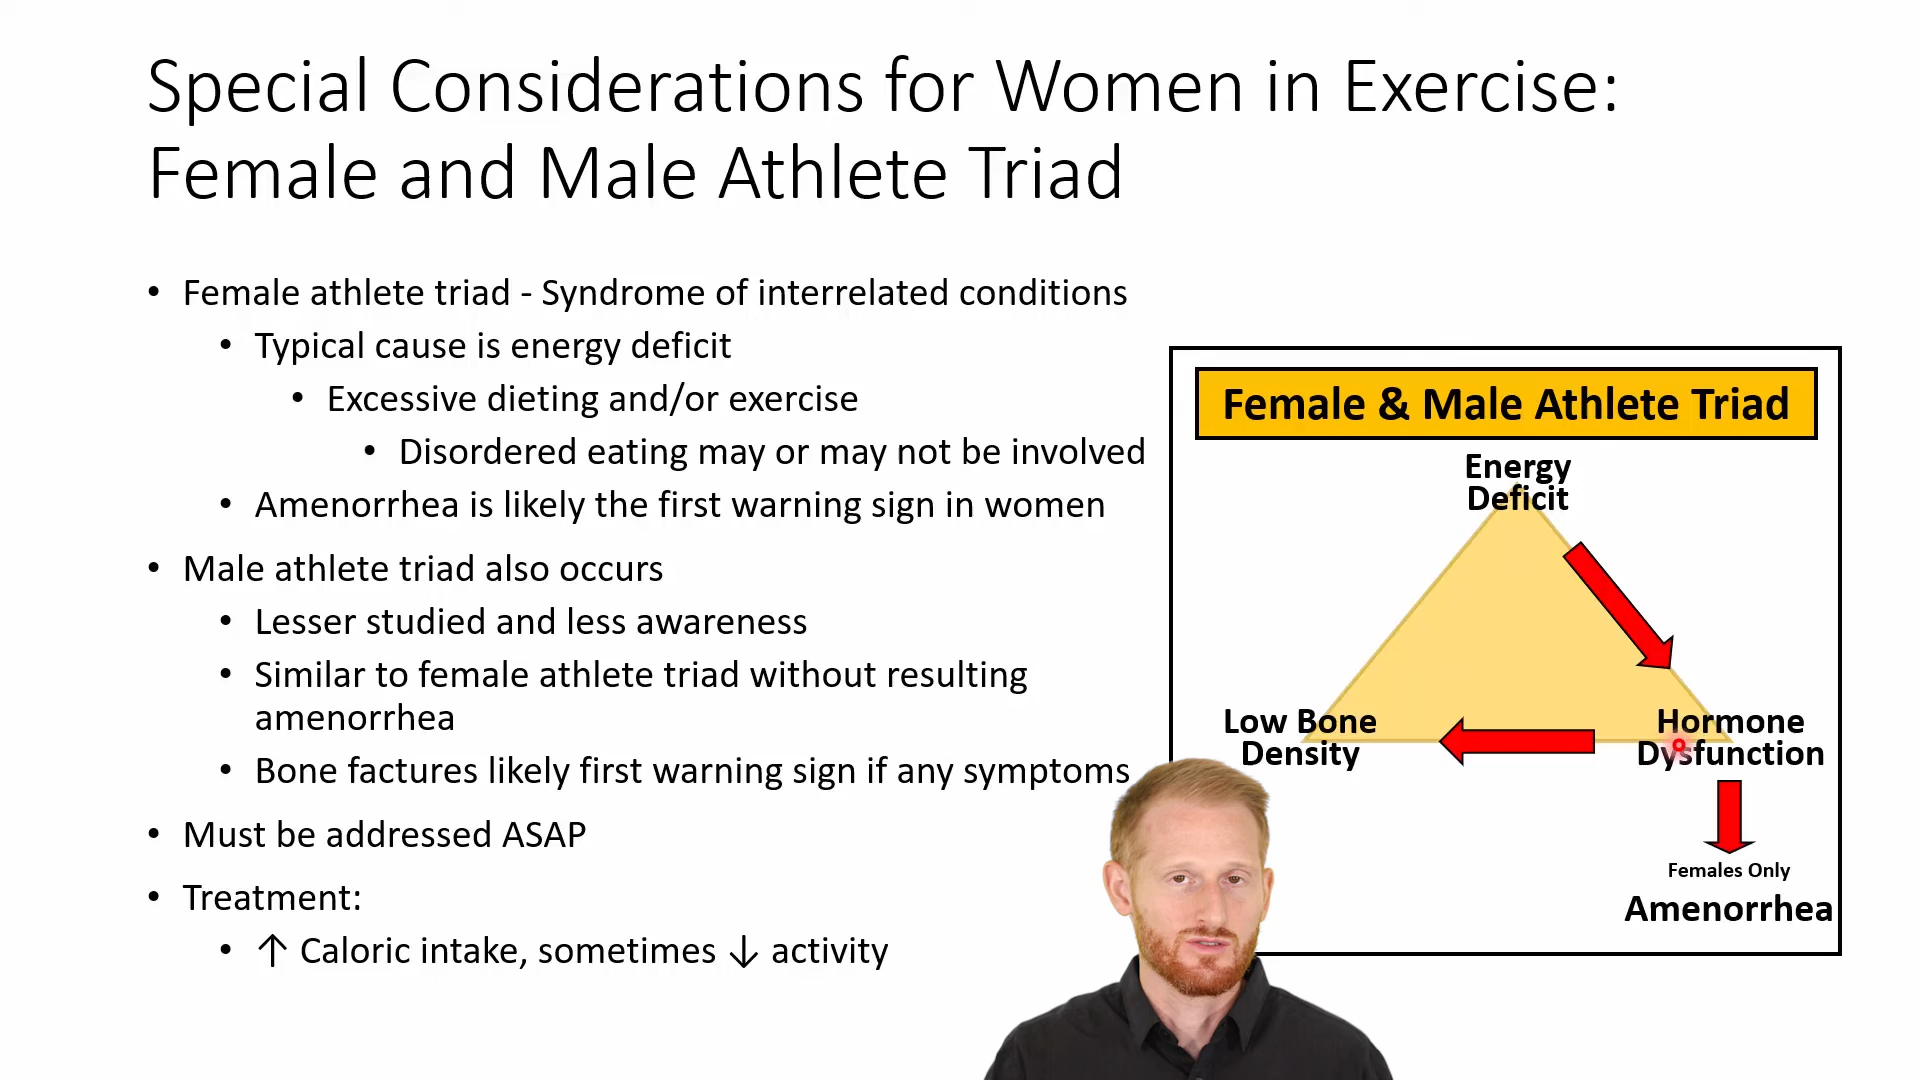 Special Considerations for Women in Exercise:
Female and Male Athlete Triad
• Female athlete triad - Syndrome of interrelated conditions
• Typical cause is energy deficit
• Excessive dieting and/or exercise
• Disordered eating may or may not be involved
• Amenorrhea is likely the first warning sign in women
• Male athlete triad also occurs
• Lesser studied and less awareness
• Similar to female athlete triad without resulting
amenorrhea
• Bone factures likely first warning sign if any symptoms
• Must be addressed ASAP
• Treatment:
• ↑ Caloric intake, sometimes ↓ activity
Female & Male Athlete Triad
Energy
Deficit
Low Bone
Density
Hormone
Dysfunction
Females Only
Amenorrhea